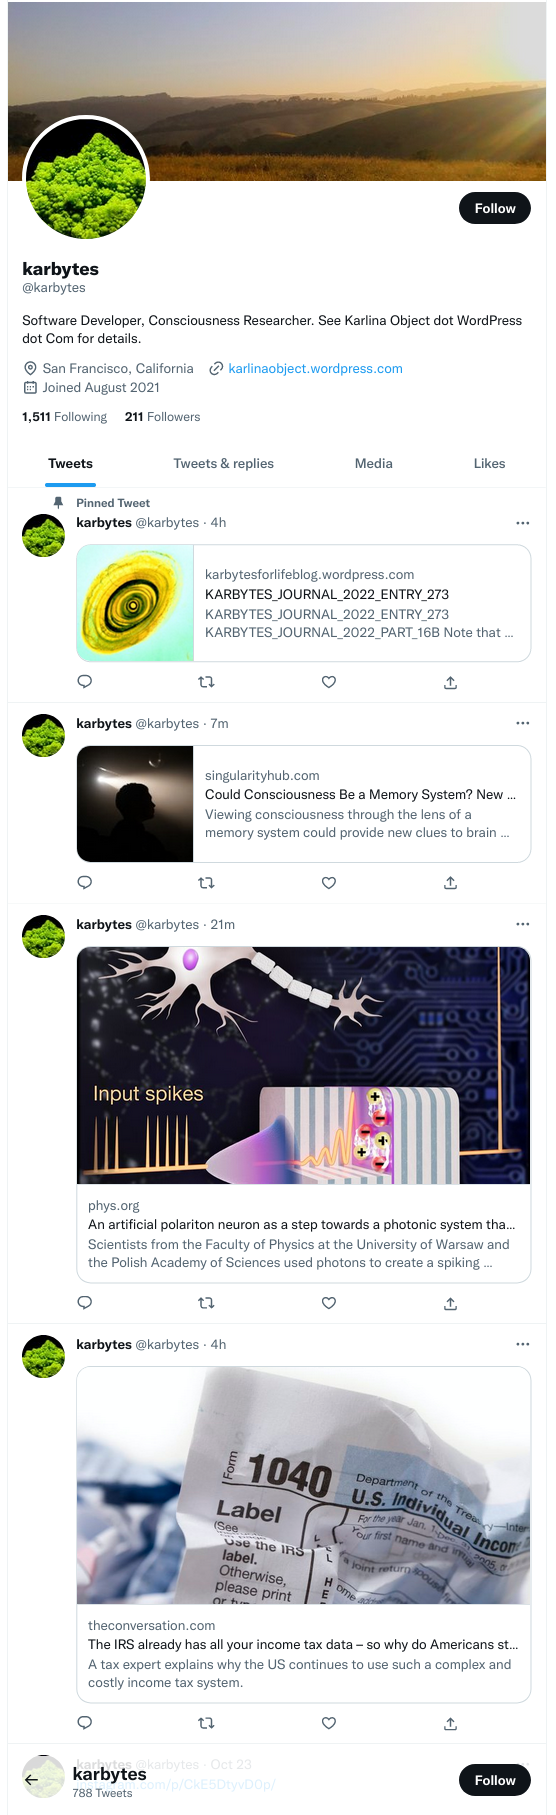 Follow
karbytes
@karbytes
Software Developer, Consciousness Researcher. See Karlina Object dot WordPress
dot Com for details.
San Francisco, California karlinaobject.wordpress.com
Joined August 2021
1,511 Following 211 Followers
Tweets Tweets & replies Media Likes
Pinned Tweet
karbytes @karbytes · 4h
karbytesforlifeblog.wordpress.com
KARBYTES_JOURNAL_2022_ENTRY_273
KARBYTES_JOURNAL_2022_ENTRY_273
KARBYTES_JOURNAL_2022_PART_16B Note that ...
karbytes @karbytes · 7m
singularityhub.com
Could Consciousness Be a Memory System? New ...
Viewing consciousness through the lens of a
memory system could provide new clues to brain ...
karbytes @karbytes · 21m
Input spikes
phys.org
An artificial polariton neuron as a step towards a photonic system tha...
Scientists from the Faculty of Physics at the University of Warsaw and
the Polish Academy of Sciences used photons to create a spiking ...
karbytes @karbytes · 4h
Form 1040
Department of the Treasury—Inter
U.S. Individual Incom
Label
For the year Jan. 1
(See
Your first name and initial
Use the IRS
label.
a joint return, spouse's
Otherwise,
please print
theconversation.com
The IRS already has all your income tax data – so why do Americans st...
A tax expert explains why the US continues to use such a complex and
costly income tax system.
karbytes @karbytes · Oct 23
karbytes
.com/p/CkE5DtyvD0p/
788 Tweets
Follow